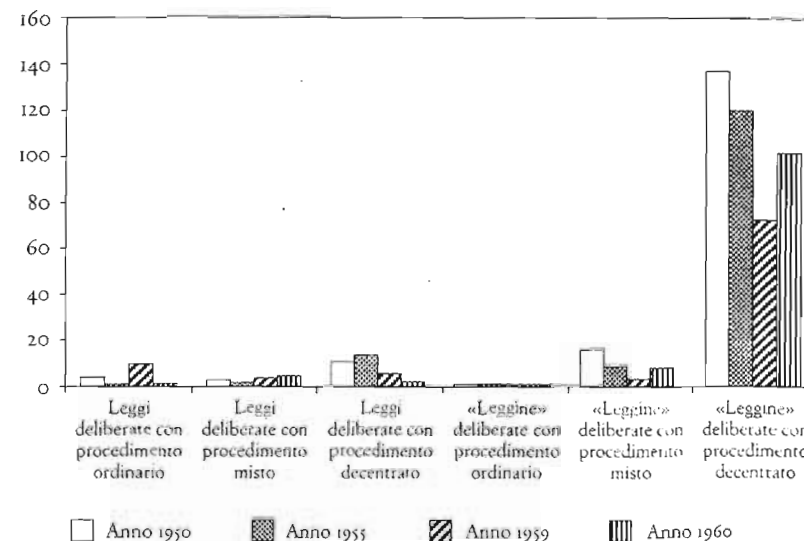 160
140
120
100
80
60
40
20
0
Leggi deliberate con procedimento ordinario
Leggi deliberate con procedimento misto
Leggi deliberate con procedimento decentrato
«Leggine» deliberate con procedimento ordinario
«Leggine» deliberate con procedimento misto
«Leggine» deliberate con procedimento decentrato
Anno 1950
Anno 1955
Anno 1959
Anno 1960